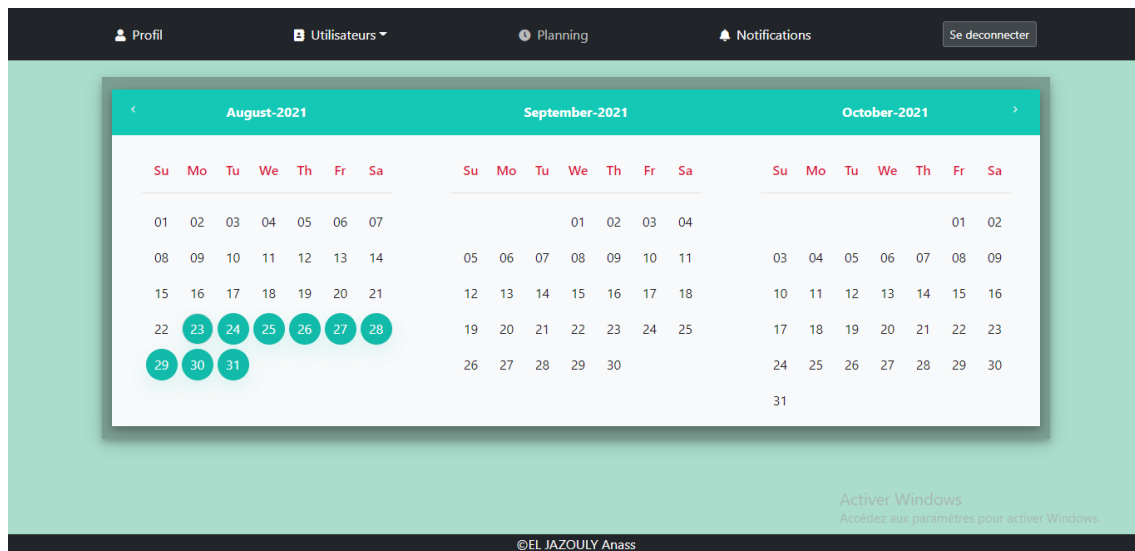 Profil Utilisateurs Planning Notifications Se deconnecter
‹ August-2021 September-2021 October-2021 ›
Su Mo Tu We Th Fr Sa Su Mo Tu We Th Fr Sa Su Mo Tu We Th Fr Sa
01 02 03 04 05 06 07 01 02 03 04 01 02
08 09 10 11 12 13 14 05 06 07 08 09 10 11 03 04 05 06 07 08 09
15 16 17 18 19 20 21 12 13 14 15 16 17 18 10 11 12 13 14 15 16
22 23 24 25 26 27 28 19 20 21 22 23 24 25 17 18 19 20 21 22 23
29 30 31 26 27 28 29 30 24 25 26 27 28 29 30
31
Activer Windows
Accédez aux paramètres pour activer Windows.
©EL JAZOULY Anass